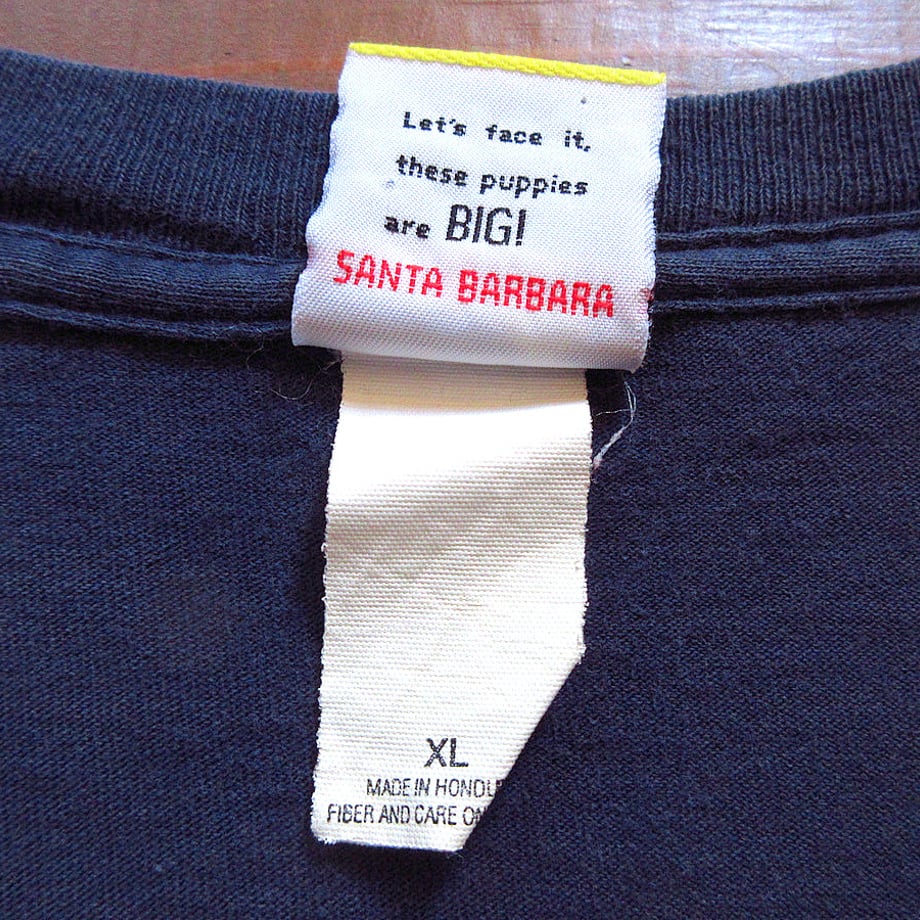 Let's face it,
these puppies
are BIG!
SANTA BARBARA
XL
MADE IN HONDU
FIBER AND CARE ON